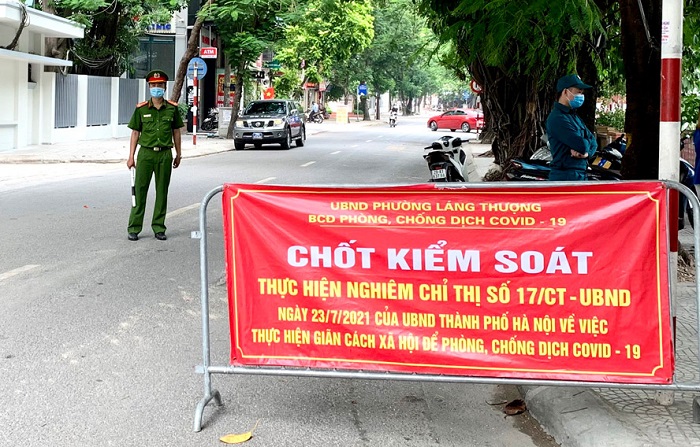 ATM
UBND PHƯỜNG LÁNG THƯỢNG
BCD PHÒNG, CHỐNG DỊCH COVID - 19
CHỐT KIỂM SOÁT
THỰC HIỆN NGHIÊM CHỈ THỊ SỐ 17/CT - UBND
NGÀY 23/7/2021 CỦA UBND THÀNH PHỐ HÀ NỘI VỀ VIỆC
THỰC HIỆN GIÃN CÁCH XÃ HỘI ĐỂ PHÒNG, CHỐNG DỊCH COVID - 19